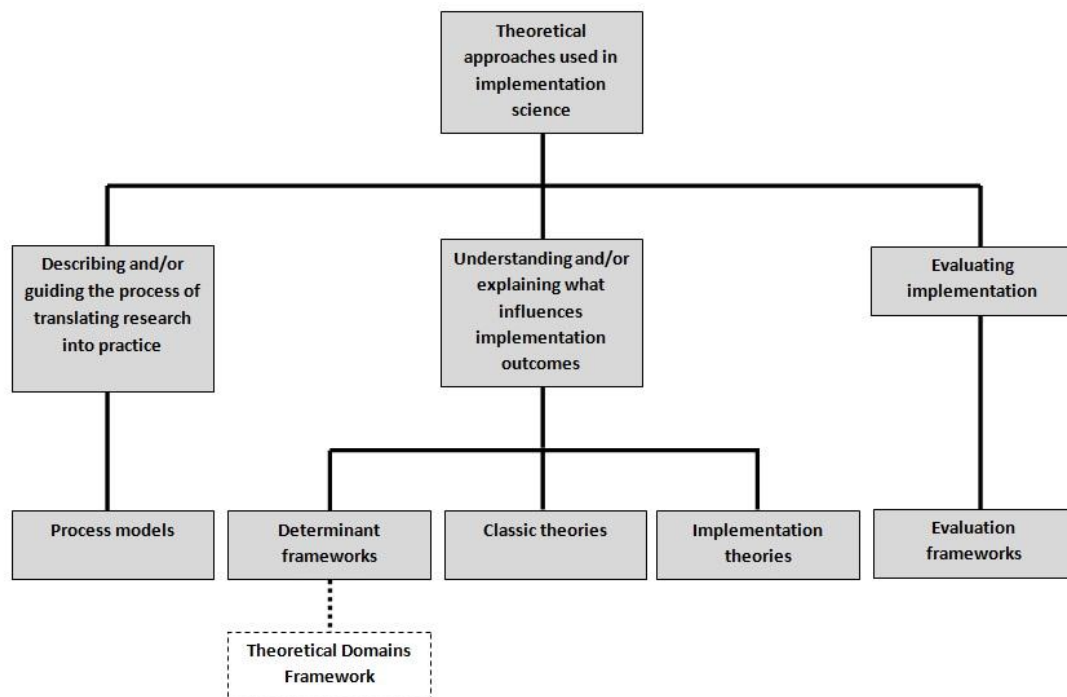 Theoretical
approaches used in
implementation
science
Describing and/or
guiding the process of
translating research
into practice
Understanding and/or
explaining what
influences
implementation
outcomes
Evaluating
implementation
Process models
Determinant
frameworks
Classic theories
Implementation
theories
Evaluation
frameworks
Theoretical Domains
Framework